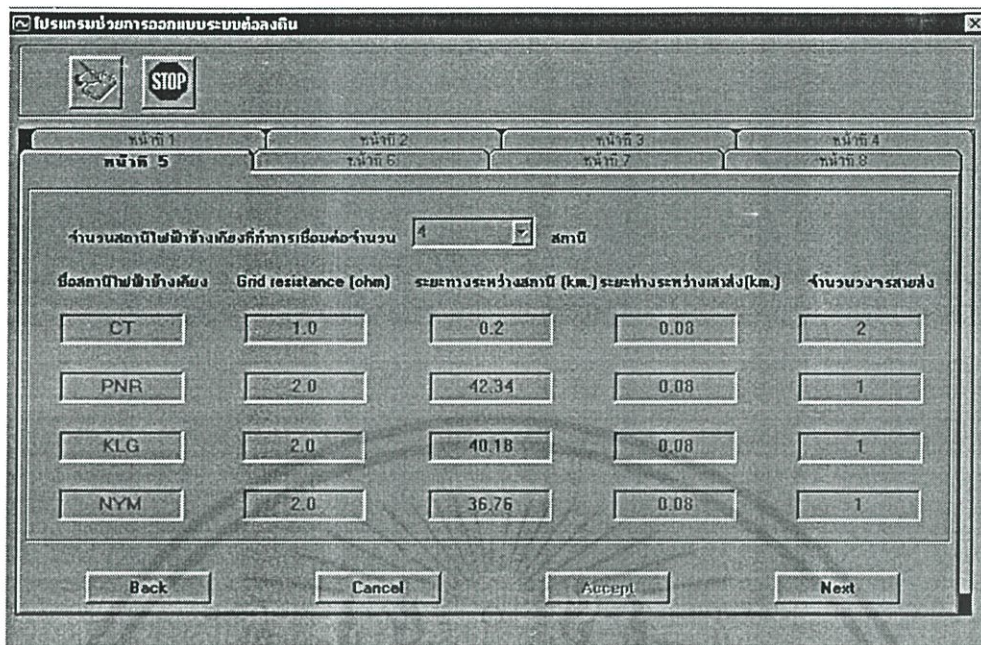 โปรแกรมช่วยการออกแบบระบบต่อลงดิน
STOP
หน้าที่ 1 หน้าที่ 2 หน้าที่ 3 หน้าที่ 4
หน้าที่ 5 หน้าที่ 6 หน้าที่ 7 หน้าที่ 8
จำนวนสถานีไฟฟ้าข้างเคียงที่ทำการเชื่อมต่อจำนวน 4 สถานี
ชื่อสถานีไฟฟ้าข้างเคียง Grid resistance (ohm) ระยะทางระหว่างสถานี (km.) ระยะห่างระหว่างเสาส่ง(km.) จำนวนวงจรสายส่ง
CT 1.0 0.2 0.08 2
PNR 2.0 42.34 0.08 1
KLG 2.0 40.18 0.08 1
NYM 2.0 36.76 0.08 1
Back Cancel Accept Next